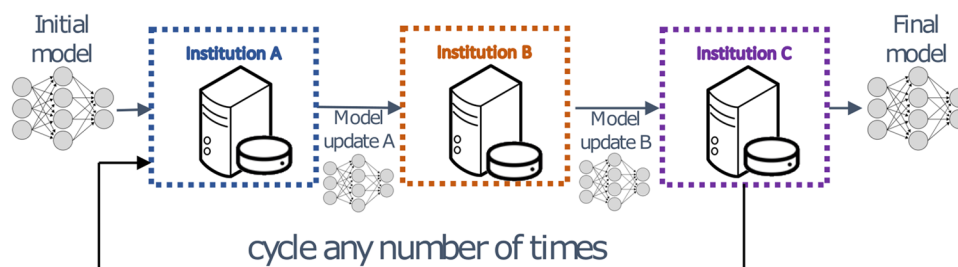 Initial
model
Institution A
Model
update A
Institution B
Model
update B
Institution C
Final
model
cycle any number of times